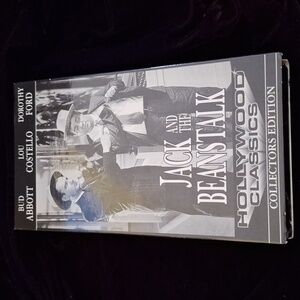 BUD
ABBOTT
LOU
COSTELLO
DOROTHY
FORD
JACK
AND
THE
BEANSTALK
HOLLYWOOD
CLASSICS
COLLECTORS EDITION